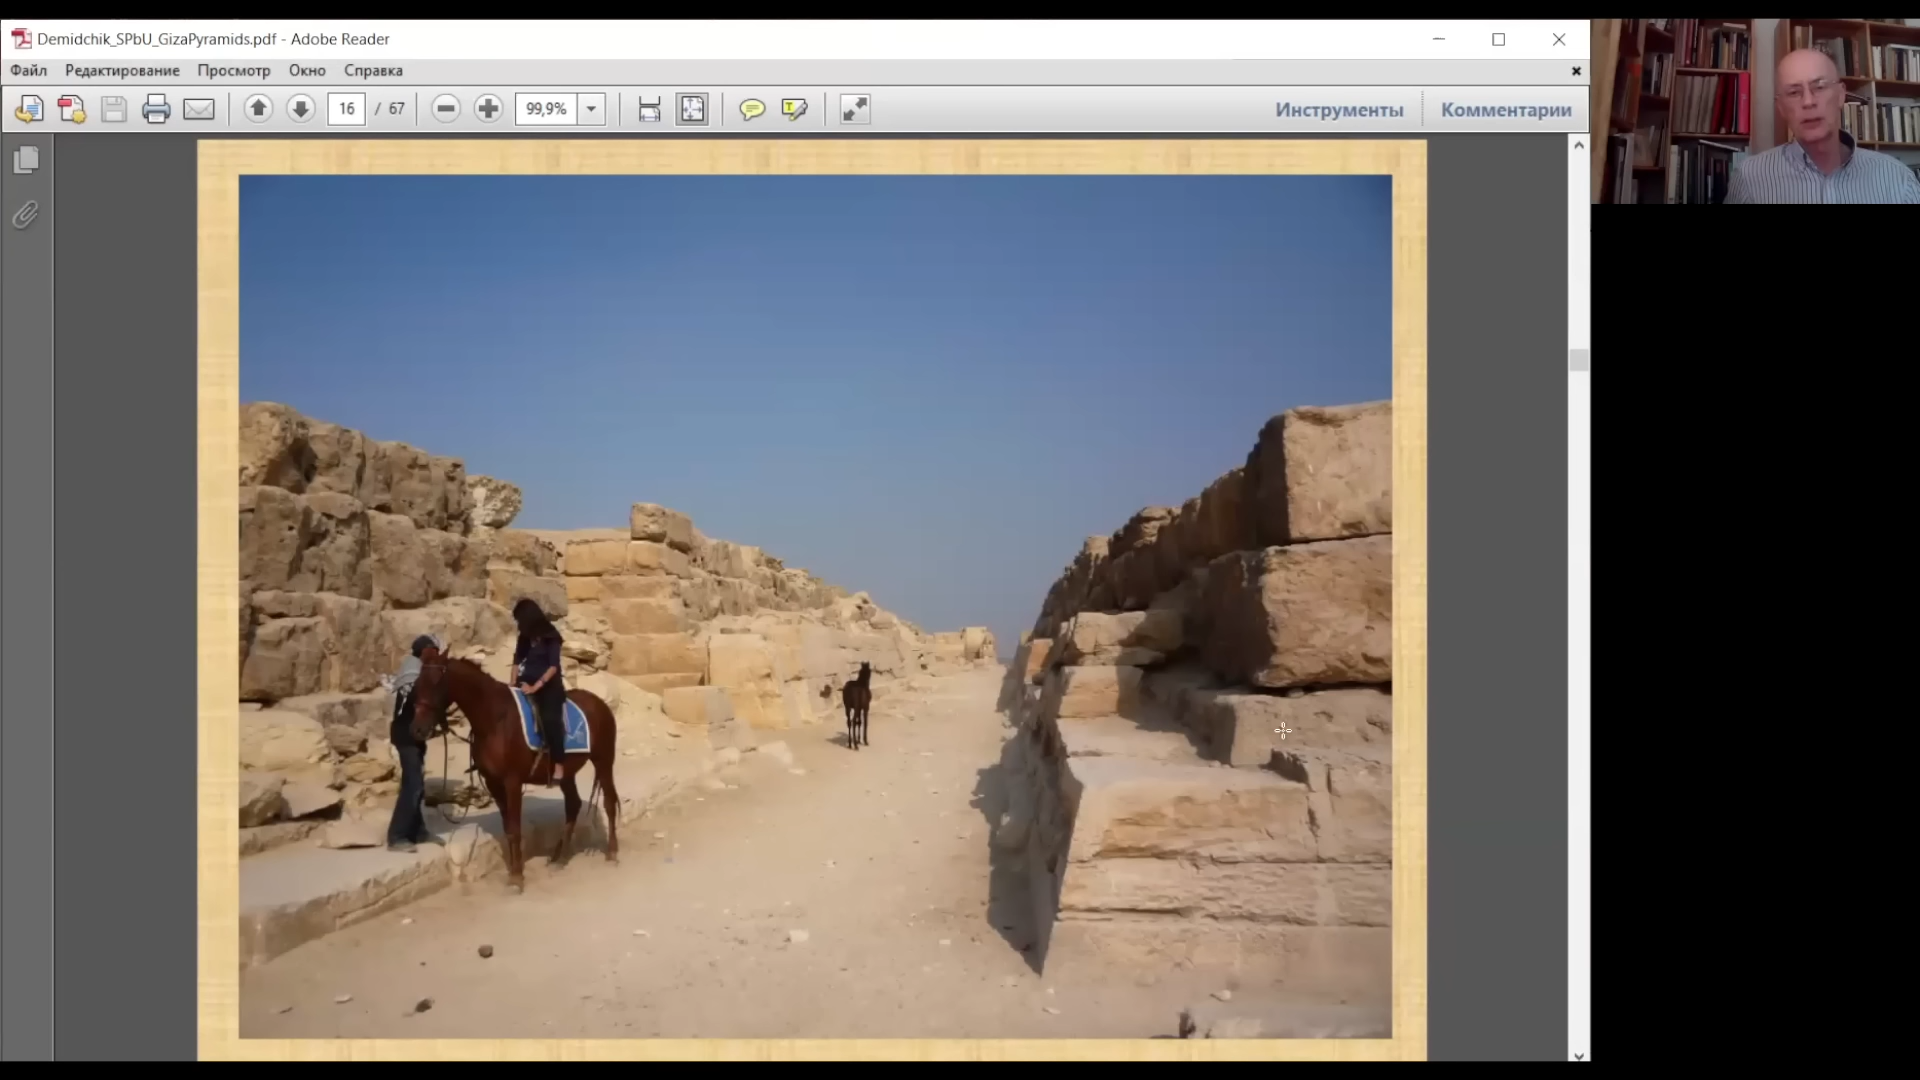 Demidchik_SPbU_GizaPyramids.pdf - Adobe Reader
Файл Редактирование Просмотр Окно Справка
16 / 67 99,9% Инструменты Комментарии